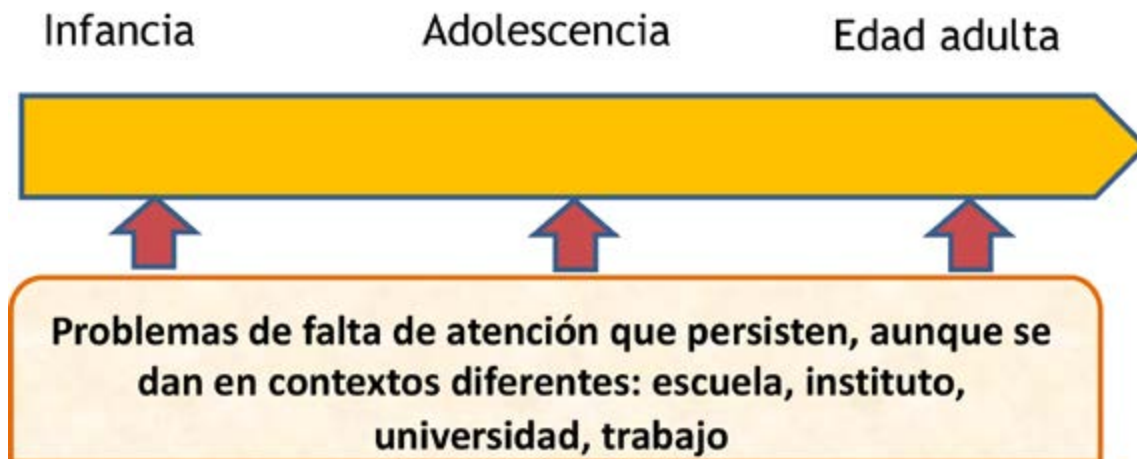 Infancia Adolescencia Edad adulta
Problemas de falta de atención que persisten, aunque se
dan en contextos diferentes: escuela, instituto,
universidad, trabajo